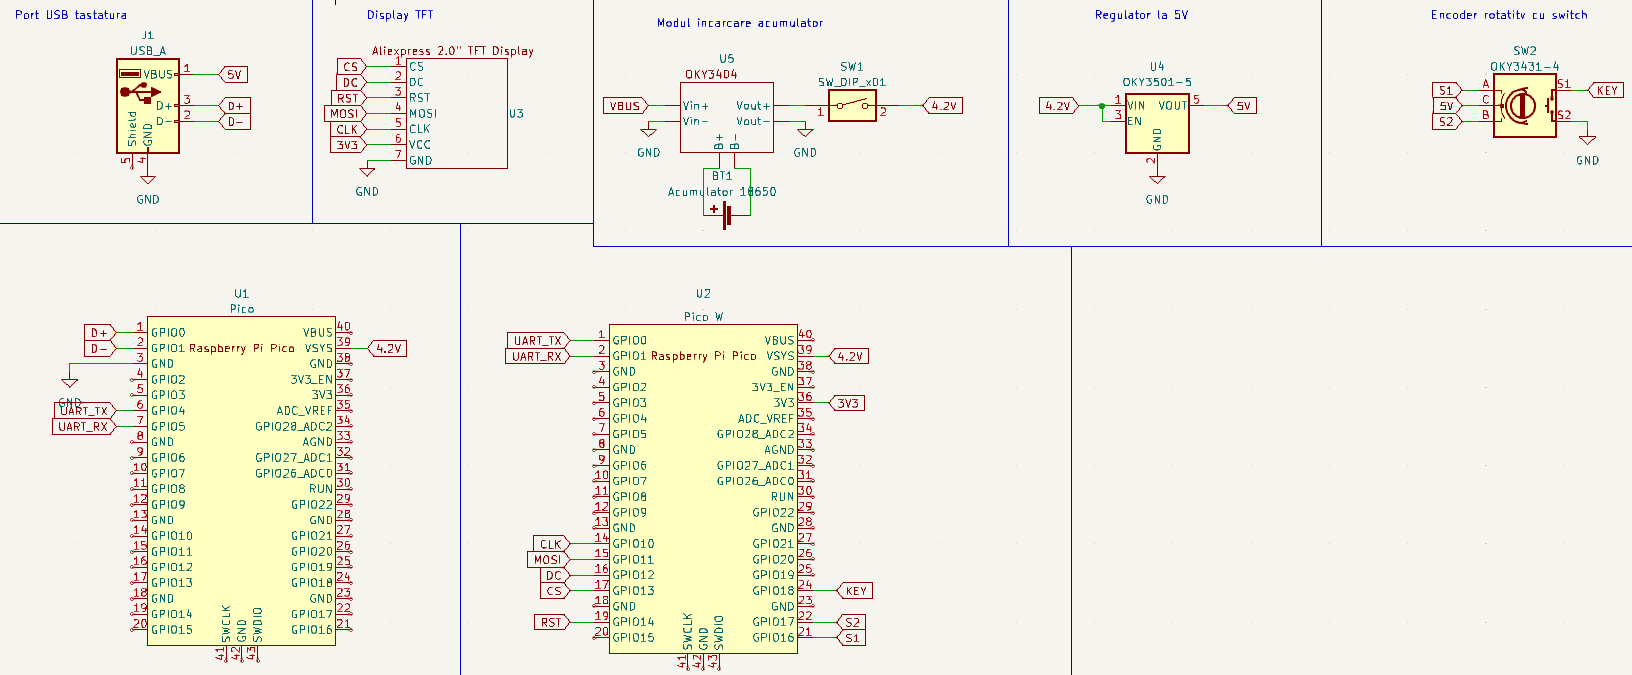 Port USB tastatura
J1
USB_A
VBUS
1
5V
D+
3
D+
D-
2
D-
Shield
GND
5
4
GND
Display TFT
Aliexpress 2.0" TFT Display
CS
1
CS
DC
2
DC
RST
3
RST
MOSI
4
MOSI
CLK
5
CLK
3V3
6
VCC
7
GND
U3
GND
Modul incarcare acumulator
U5
OKY3404
VBUS
Vin+
Vout+
Vin-
Vout-
B+
B-
GND
GND
SW1
SW_DIP_x01
1
2
4.2V
BT1
Acumulator 18650
+
Regulator la 5V
U4
OKY3501-5
4.2V
1
VIN
VOUT
5
5V
3
EN
GND
2
GND
Encoder rotativ cu switch
SW2
OKY3431-4
S1
A
S1
KEY
5V
C
S2
B
S2
GND
U1
Pico
Raspberry Pi Pico
D+
1
GPIO0
D-
2
GPIO1
3
GND
GND
4
GPIO2
5
GPIO3
UART_TX
6
GPIO4
UART_RX
7
GPIO5
8
GND
9
GPIO6
10
GPIO7
11
GPIO8
12
GPIO9
13
GND
14
GPIO10
15
GPIO11
16
GPIO12
17
GPIO13
18
GND
19
GPIO14
20
GPIO15
VBUS
40
VSYS
39
4.2V
GND
38
3V3_EN
37
3V3
36
ADC_VREF
35
GPIO28_ADC2
34
AGND
33
GPIO27_ADC1
32
GPIO26_ADC0
31
RUN
30
GPIO22
29
GND
28
GPIO21
27
GPIO20
26
GPIO19
25
GPIO18
24
GND
23
GPIO17
22
GPIO16
21
SWCLK
GND
SWDIO
41
42
43
U2
Pico W
Raspberry Pi Pico
UART_TX
1
GPIO0
UART_RX
2
GPIO1
3
GND
4
GPIO2
5
GPIO3
6
GPIO4
7
GPIO5
8
GND
9
GPIO6
10
GPIO7
11
GPIO8
12
GPIO9
13
GND
CLK
14
GPIO10
MOSI
15
GPIO11
DC
16
GPIO12
CS
17
GPIO13
18
GND
RST
19
GPIO14
20
GPIO15
VBUS
40
VSYS
39
4.2V
GND
38
3V3_EN
37
3V3
36
3V3
ADC_VREF
35
GPIO28_ADC2
34
AGND
33
GPIO27_ADC1
32
GPIO26_ADC0
31
RUN
30
GPIO22
29
GND
28
GPIO21
27
GPIO20
26
GPIO19
25
GPIO18
24
KEY
GND
23
GPIO17
22
S2
GPIO16
21
S1
SWCLK
GND
SWDIO
41
42
43